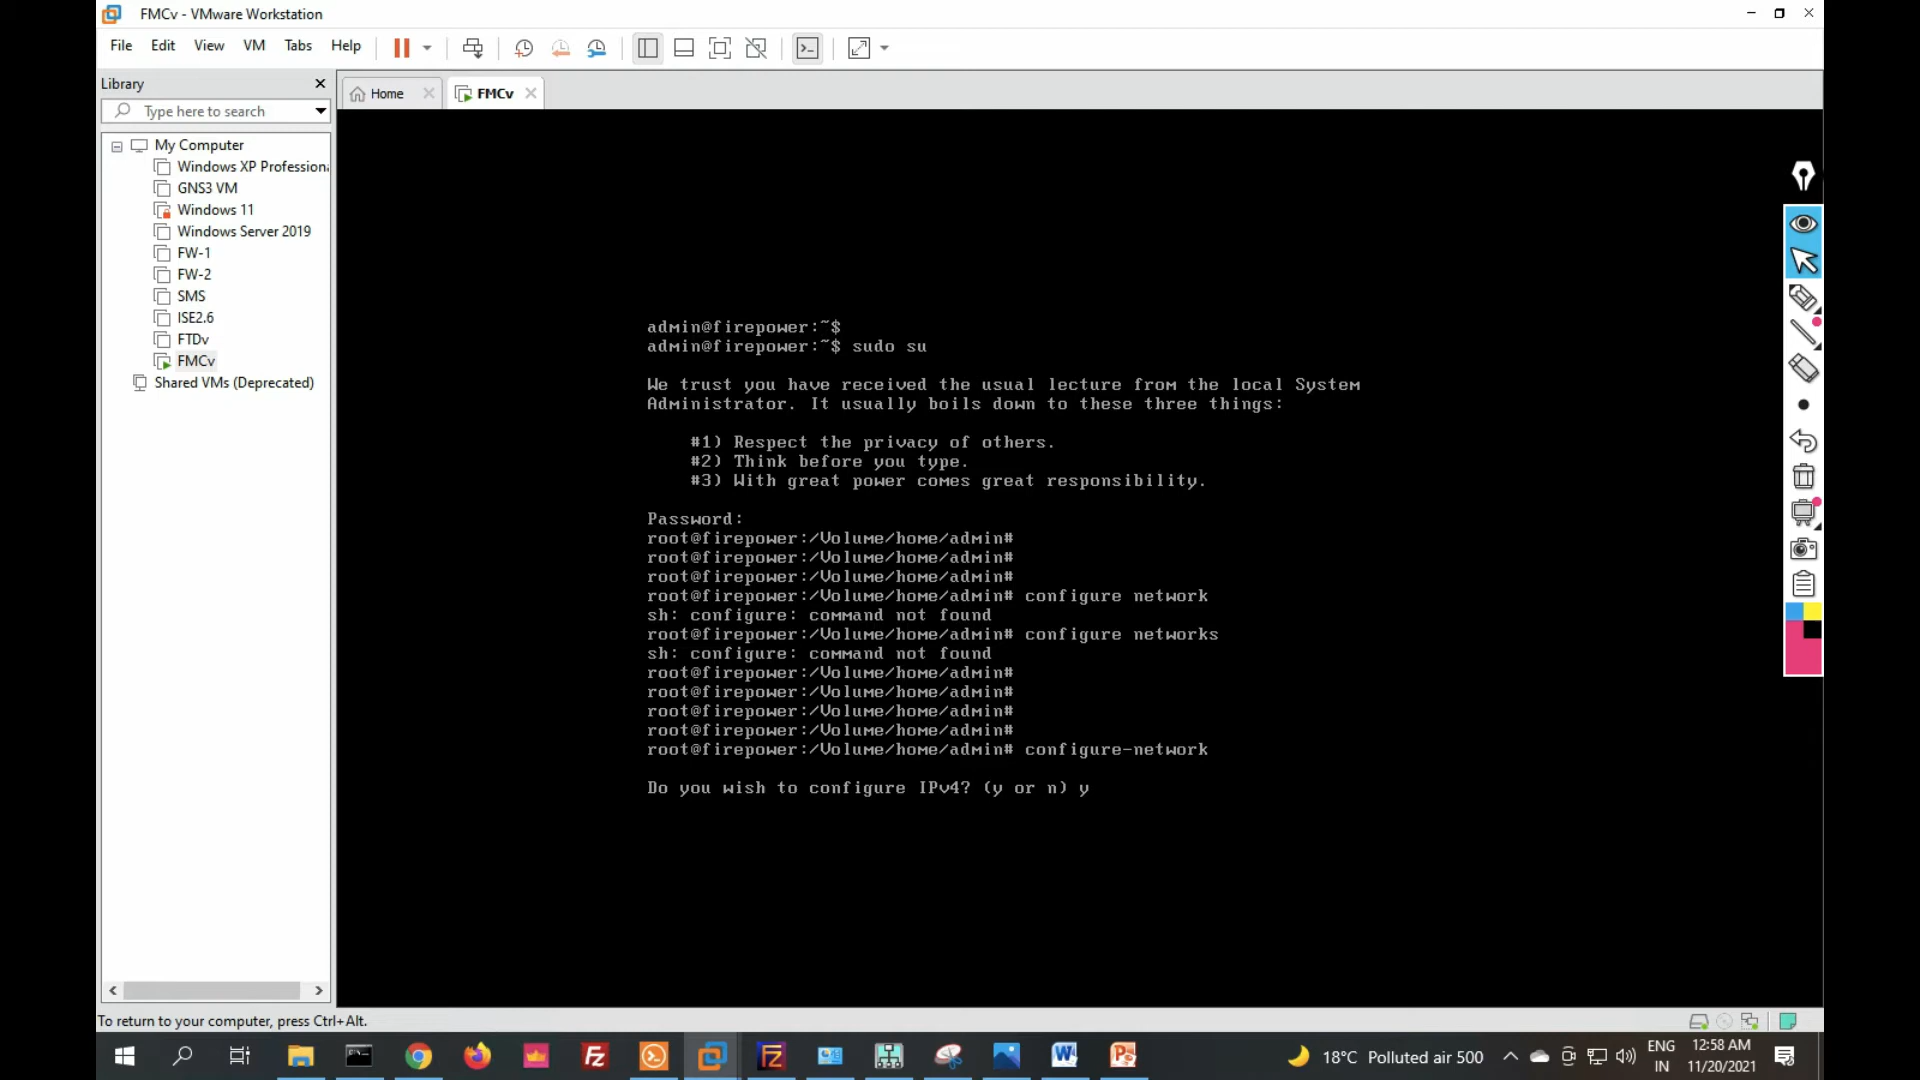 FMCv - VMware Workstation
File Edit View VM Tabs Help
Library
Type here to search
Home
FMCv
My Computer
Windows XP Professiona
GNS3 VM
Windows 11
Windows Server 2019
FW-1
FW-2
SMS
ISE2.6
FTDv
FMCv
Shared VMs (Deprecated)
admin@firepower:~$
admin@firepower:~$ sudo su
We trust you have received the usual lecture from the local System
Administrator. It usually boils down to these three things:
#1) Respect the privacy of others.
#2) Think before you type.
#3) With great power comes great responsibility.
Password:
root@firepower:/Volume/home/admin#
root@firepower:/Volume/home/admin#
root@firepower:/Volume/home/admin#
root@firepower:/Volume/home/admin# configure network
sh: configure: command not found
root@firepower:/Volume/home/admin# configure networks
sh: configure: command not found
root@firepower:/Volume/home/admin#
root@firepower:/Volume/home/admin#
root@firepower:/Volume/home/admin#
root@firepower:/Volume/home/admin#
root@firepower:/Volume/home/admin# configure-network
Do you wish to configure IPv4? (y or n) y
To return to your computer, press Ctrl+Alt.
18°C Polluted air 500
ENG
IN
12:58 AM
11/20/2021